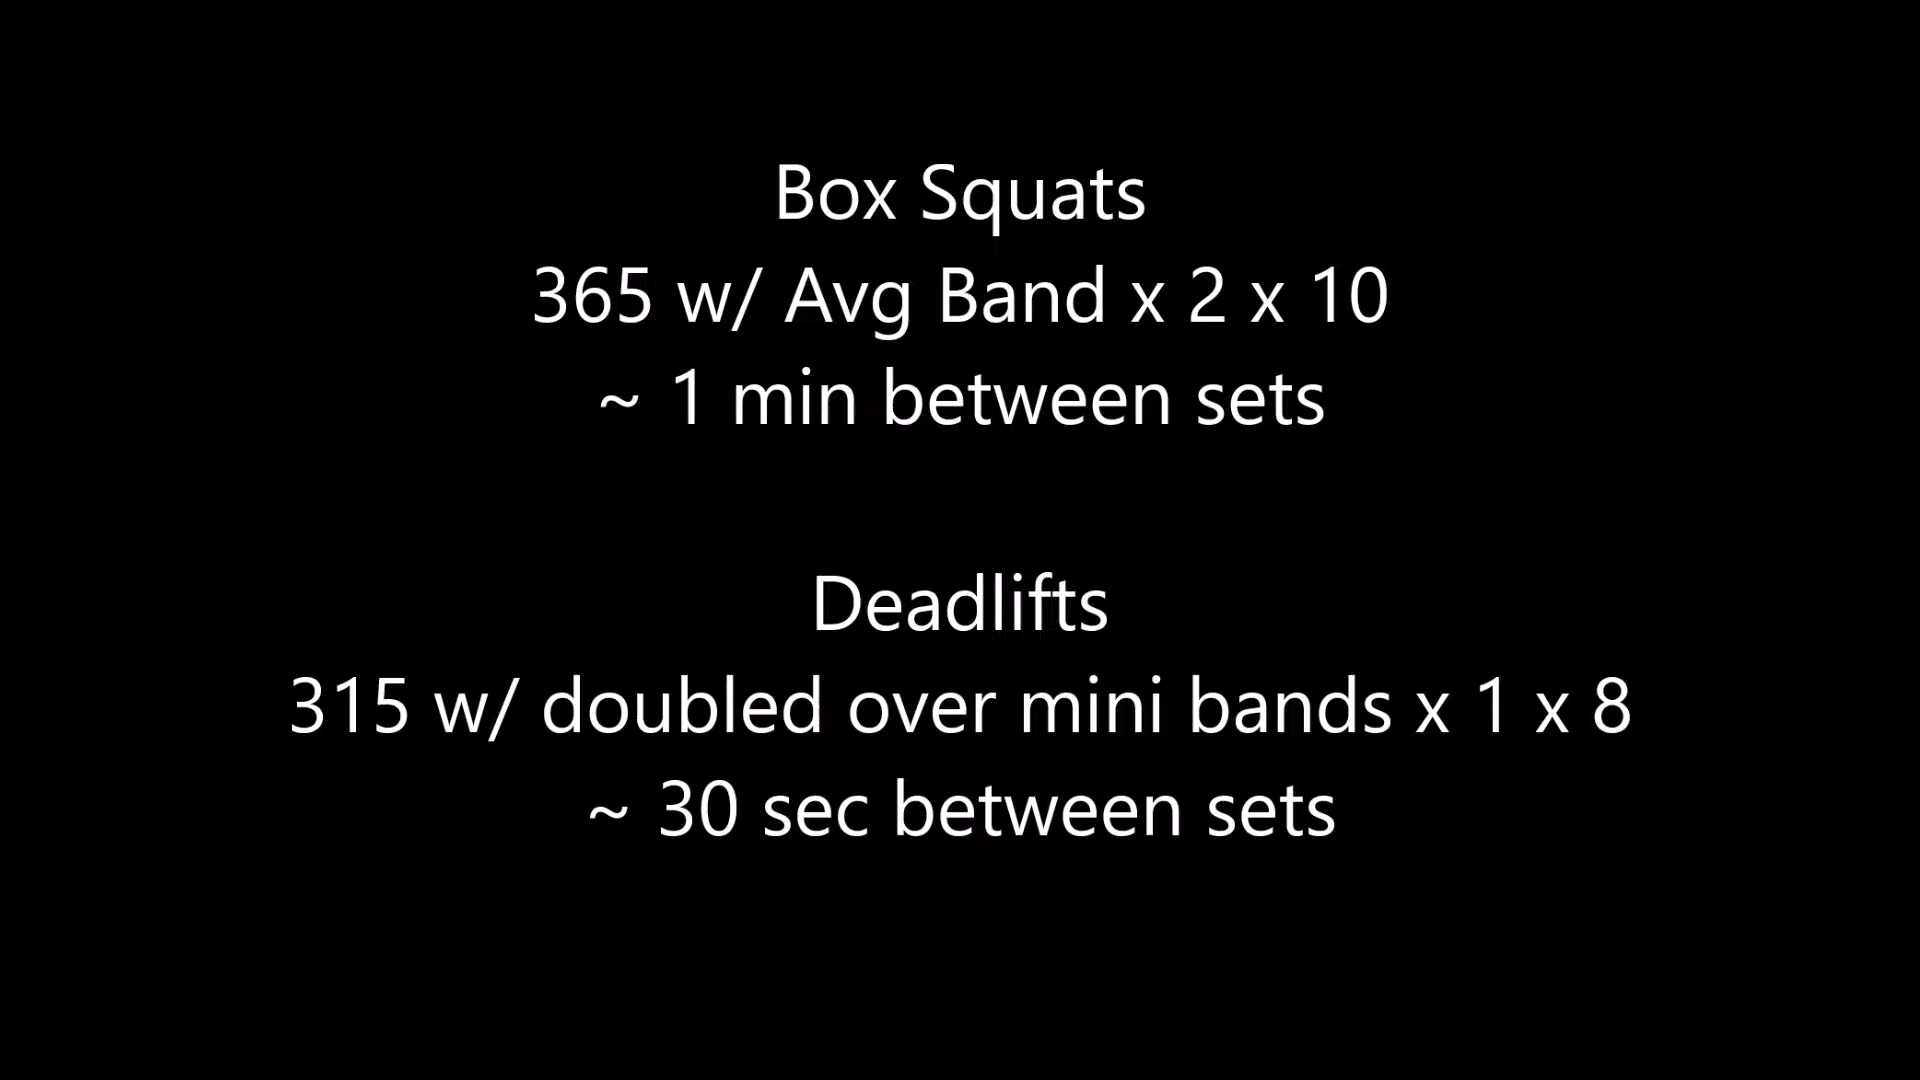 Box Squats
365 w/ Avg Band x 2 x 10
~ 1 min between sets
Deadlifts
315 w/ doubled over mini bands x 1 x 8
~ 30 sec between sets